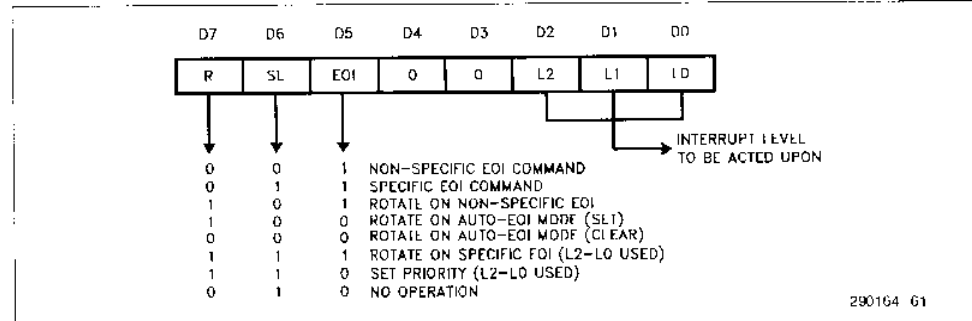 D7 D6 D5 D4 D3 D2 D1 D0
R SL EOI 0 0 L2 L1 L0
INTERRUPT LEVEL
TO BE ACTED UPON
0 0 1 NON-SPECIFIC EOI COMMAND
0 1 1 SPECIFIC EOI COMMAND
1 0 1 ROTATE ON NON-SPECIFIC EOI
1 0 0 ROTATE ON AUTO-EOI MODE (SET)
0 0 0 ROTATE ON AUTO-EOI MODE (CLEAR)
1 1 1 ROTATE ON SPECIFIC EOI (L2-L0 USED)
1 1 0 SET PRIORITY (L2-L0 USED)
0 1 0 NO OPERATION
290164 61